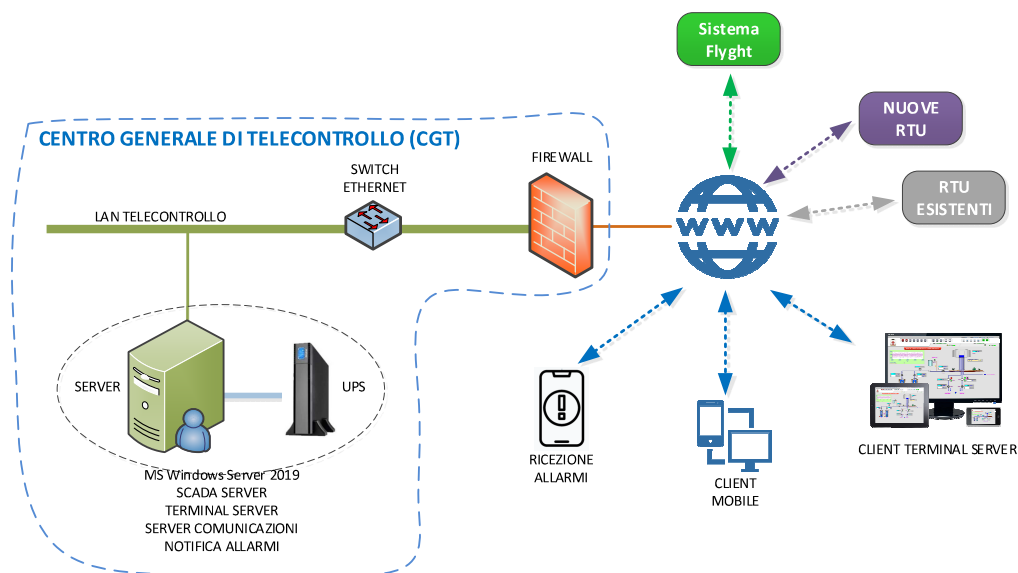 Sistema
Flyght
NUOVE
RTU
CENTRO GENERALE DI TELECONTROLLO (CGT)
FIREWALL
SWITCH
ETHERNET
RTU
ESISTENTI
LAN TELECONTROLLO
WWW
SERVER
UPS
CLIENT TERMINAL SERVER
RICEZIONE
ALLARMI
MS Windows Server 2019
SCADA SERVER
TERMINAL SERVER
SERVER COMUNICAZIONI
NOTIFICA ALLARMI
CLIENT
MOBILE